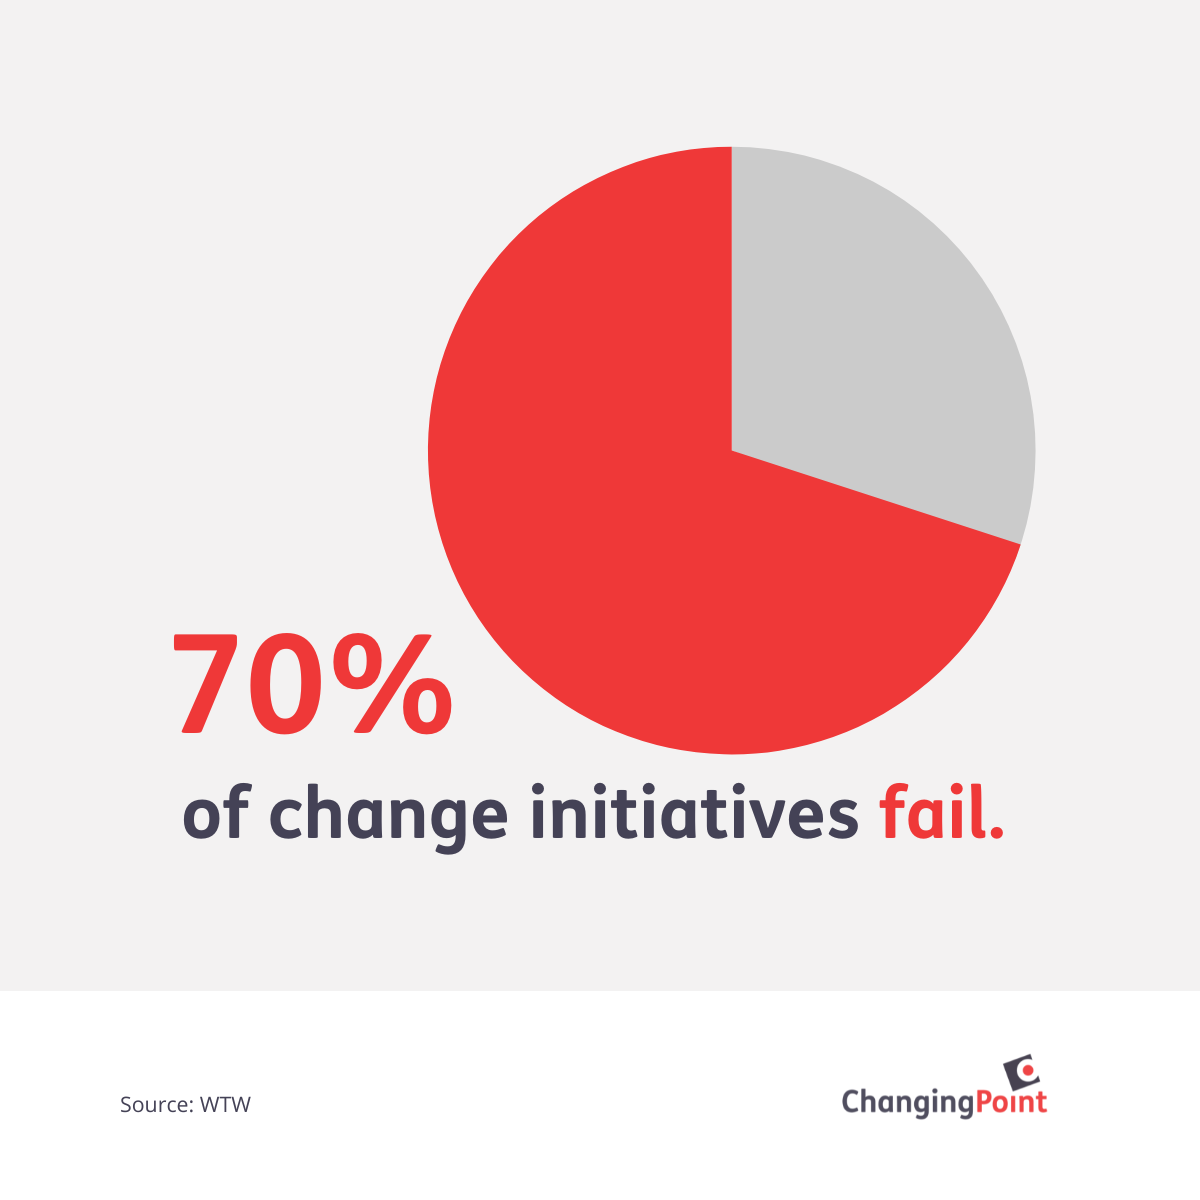 70%
of change initiatives fail.
Source: WTW
ChangingPoint